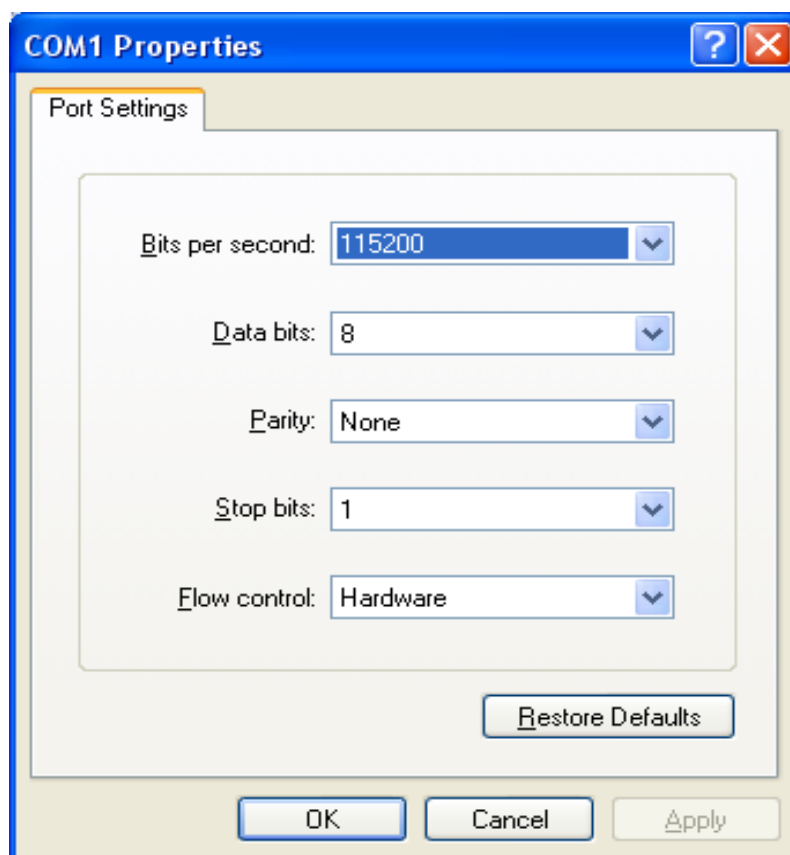 COM1 Properties
Port Settings
Bits per second: 115200
Data bits: 8
Parity: None
Stop bits: 1
Flow control: Hardware
Restore Defaults
OK Cancel Apply